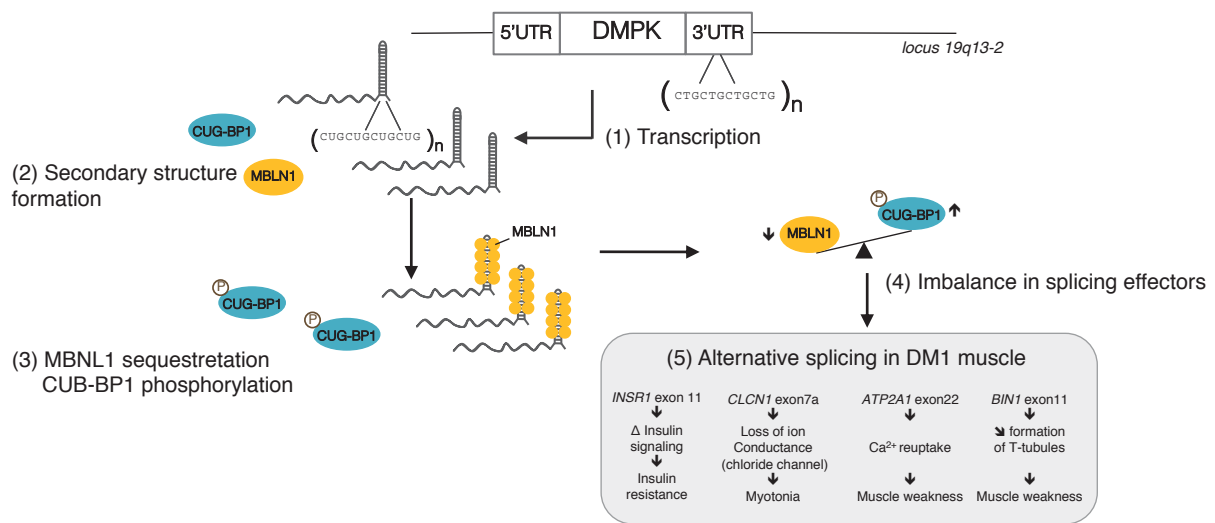 5'UTR DMPK 3'UTR
locus 19q13-2
(CTGCTGCTGCTG)n
(CUGCUGCUGCUG)n
(1) Transcription
CUG-BP1
MBLN1
(2) Secondary structure
formation
MBLN1
P
CUG-BP1
P
CUG-BP1
(3) MBNL1 sequestretation
CUB-BP1 phosphorylation
P
CUG-BP1
MBLN1
(4) Imbalance in splicing effectors
(5) Alternative splicing in DM1 muscle
INSR1 exon 11
Δ Insulin
signaling
Insulin
resistance
CLCN1 exon7a
Loss of ion
Conductance
(chloride channel)
Myotonia
ATP2A1 exon22
Ca²⁺ reuptake
Muscle weakness
BIN1 exon11
formation
of T-tubules
Muscle weakness